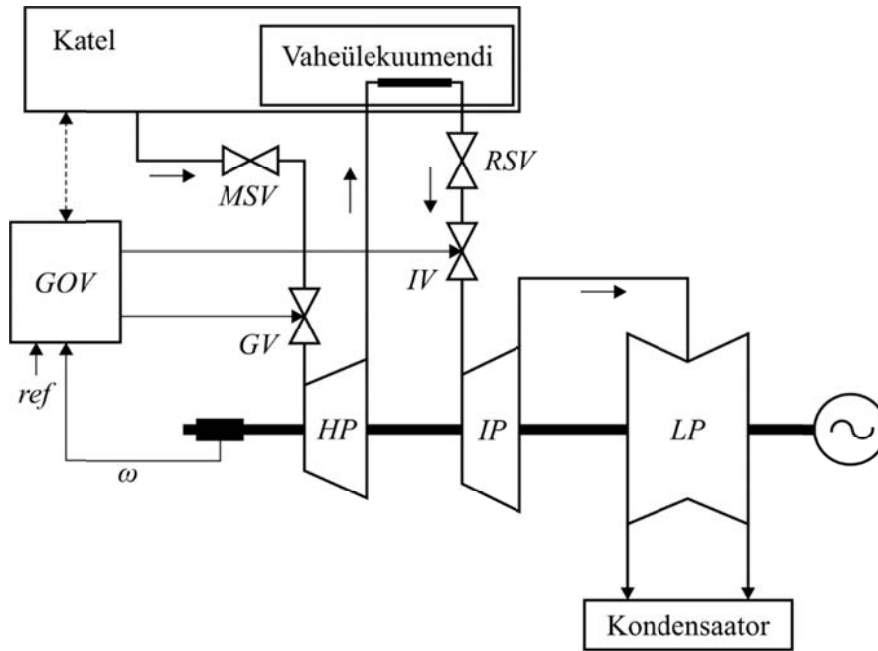 Katel
Vaheülekuumendi
RSV
MSV
GOV
IV
GV
ref
HP
IP
LP
ω
Kondensaator